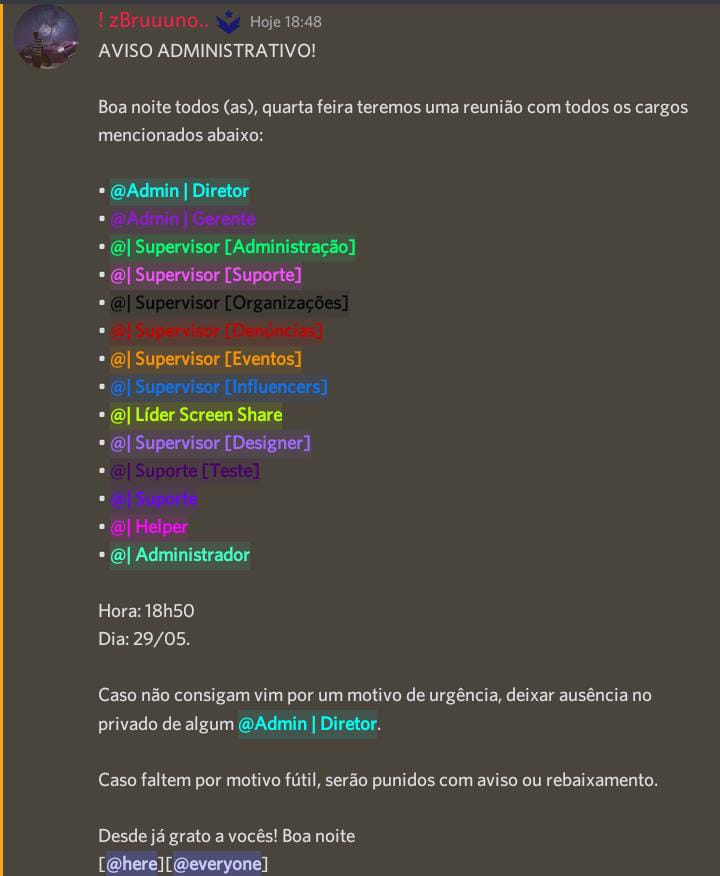 ! zBruuuno.. Hoje 18:48
AVISO ADMINISTRATIVO!
Boa noite todos (as), quarta feira teremos uma reunião com todos os cargos
mencionados abaixo:
• @Admin | Diretor
• @Admin | Gerente
• @| Supervisor [Administração]
• @| Supervisor [Suporte]
• @| Supervisor [Organizações]
• @| Supervisor [Denúncias]
• @| Supervisor [Eventos]
• @| Supervisor [Influencers]
• @| Líder Screen Share
• @| Supervisor [Designer]
• @| Suporte [Teste]
• @| Suporte
• @| Helper
• @| Administrador
Hora: 18h50
Dia: 29/05.
Caso não consigam vim por um motivo de urgência, deixar ausência no
privado de algum @Admin | Diretor.
Caso faltem por motivo fútil, serão punidos com aviso ou rebaixamento.
Desde já grato a vocês! Boa noite
[@here][@everyone]